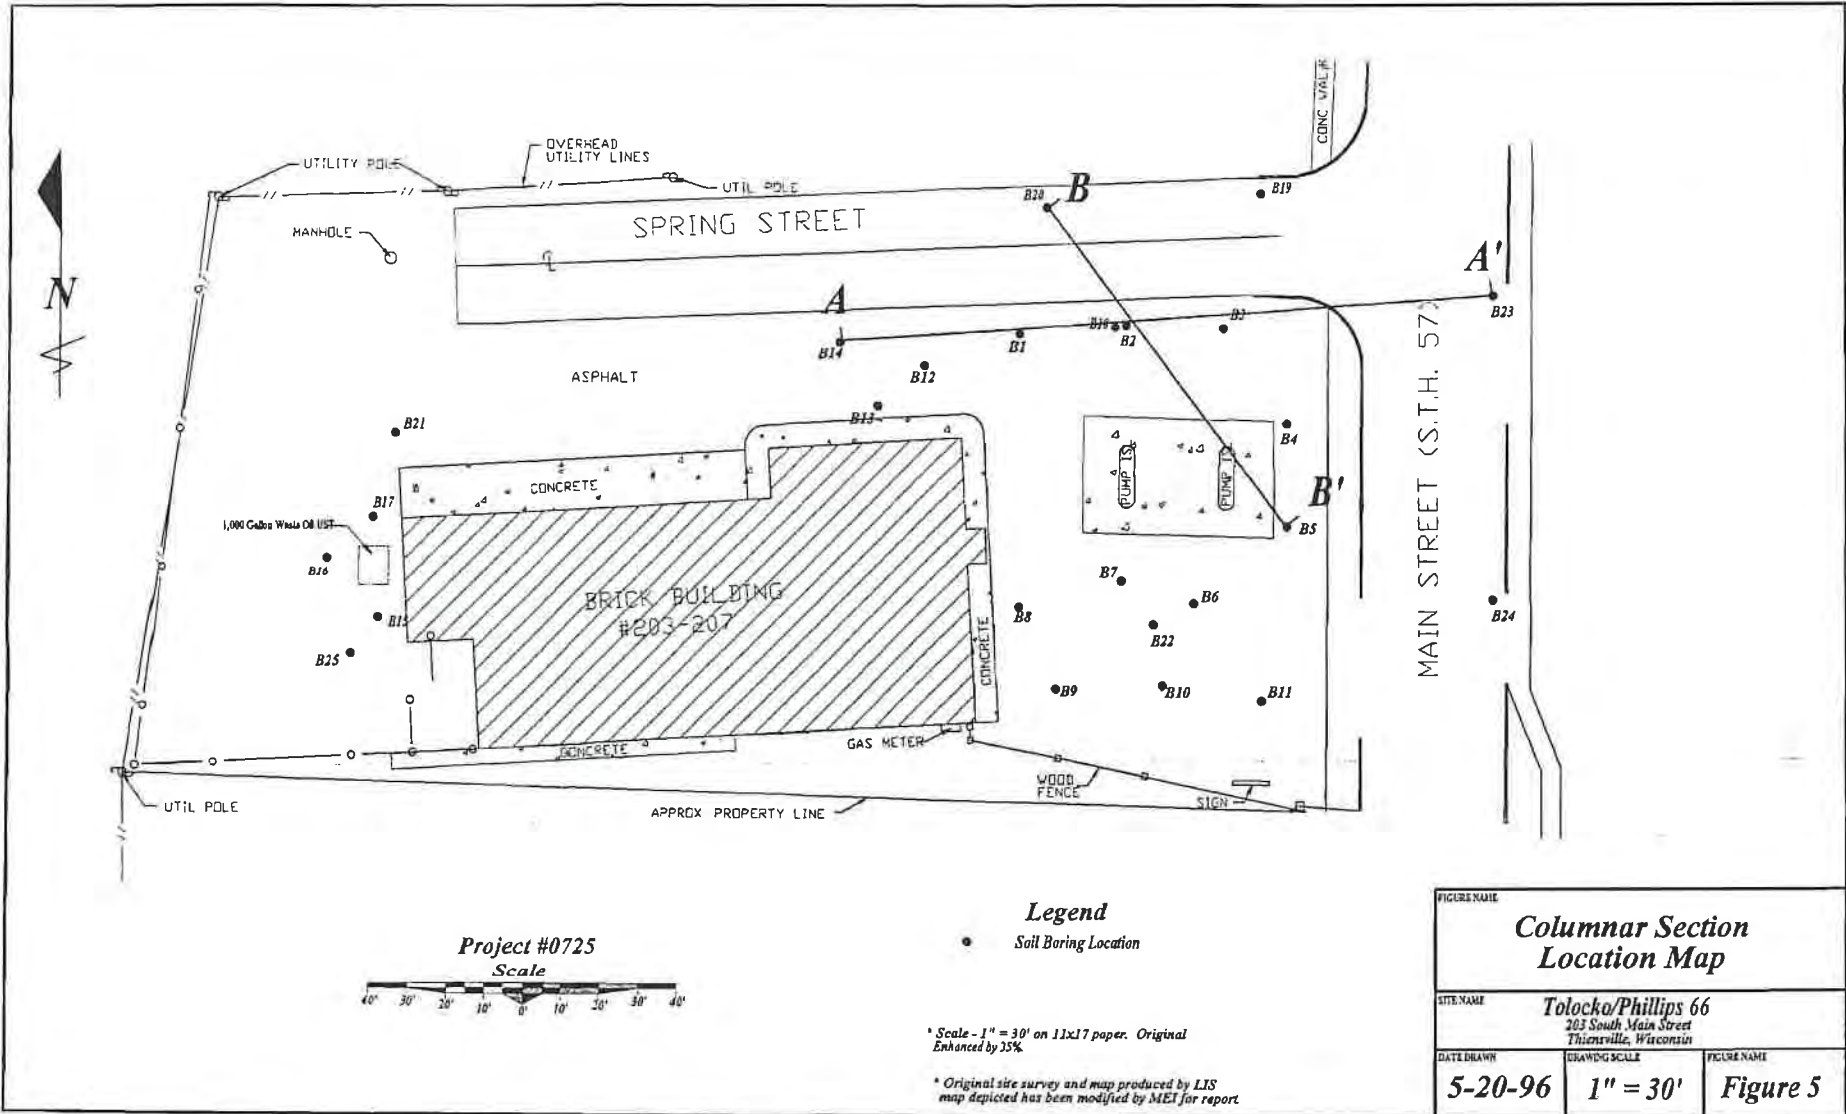 CONC WALK
OVERHEAD
UTILITY LINES
UTILITY POLE
UTIL POLE
B20
B
B19
MANHOLE
SPRING STREET
A'
N
A
B23
B14
B1
B18
B2
B3
ASPHALT
B12
B13
B21
B4
CONCRETE
PUMP IS.
PUMP IS.
B'
B17
B5
1,000 Gallon Waste Oil UST
B16
BRICK BUILDING
#203-207
B7
B6
B8
B22
B15
B25
CONCRETE
B24
B9
B10
B11
MAIN STREET (S.T.H. 57)
CONCRETE
GAS METER
WOOD
FENCE
SIGN
UTIL POLE
APPROX PROPERTY LINE
Project #0725
Scale
40' 30' 20' 10' 0' 10' 20' 30' 40'
Legend
Soil Boring Location
* Scale - 1" = 30' on 11x17 paper. Original
Enhanced by 35%
* Original site survey and map produced by LIS
map depicted has been modified by MEI for report
FIGURE NAME
Columnar Section
Location Map
SITE NAME
Tolocko/Phillips 66
203 South Main Street
Thiensville, Wisconsin
DATE DRAWN
5-20-96
DRAWING SCALE
1" = 30'
FIGURE NAME
Figure 5